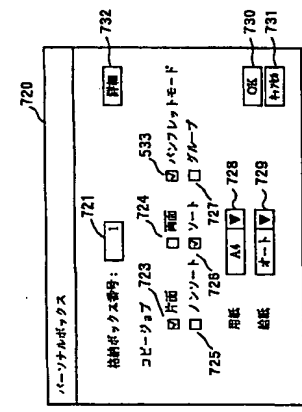 720
パーソナルボックス
721
732
格納ボックス番号: 1
詳細
コピージョブ 723 724 533
片面 両面 パンフレットモード
ノンソート ソート グループ
725 726 727
用紙 A4 728
給紙 オート 729
OK 730
キャンセル 731